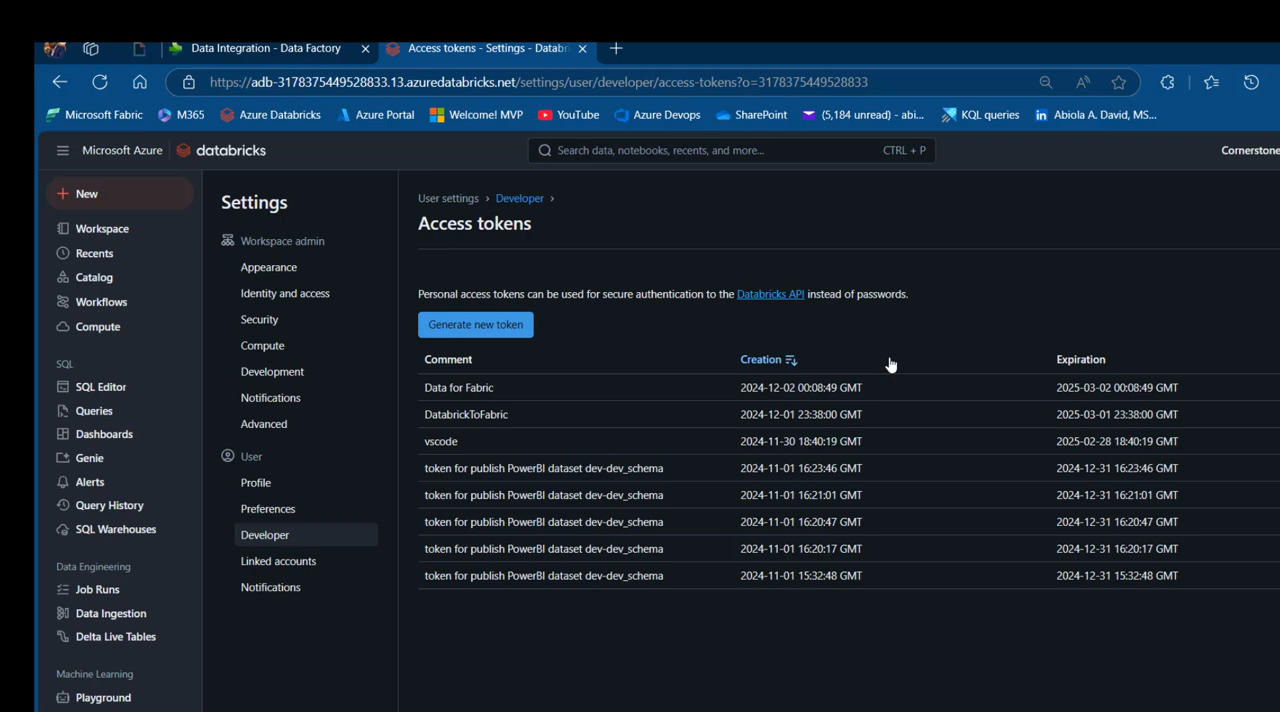 Data Integration - Data Factory
Access tokens - Settings - Datab
https://adb-3178375449528833.13.azuredatabricks.net/settings/user/developer/access-tokens?o=3178375449528833
Microsoft Fabric M365 Azure Databricks Azure Portal Welcome! MVP YouTube Azure Devops SharePoint (5,184 unread) - abi... KQL queries Abiola A. David, MS...
Microsoft Azure databricks
Search data, notebooks, recents, and more... CTRL + P
Cornerstone
New
Workspace
Recents
Catalog
Workflows
Compute
SQL
SQL Editor
Queries
Dashboards
Genie
Alerts
Query History
SQL Warehouses
Data Engineering
Job Runs
Data Ingestion
Delta Live Tables
Machine Learning
Playground
Settings
Workspace admin
Appearance
Identity and access
Security
Compute
Development
Notifications
Advanced
User
Profile
Preferences
Developer
Linked accounts
Notifications
User settings › Developer ›
Access tokens
Personal access tokens can be used for secure authentication to the Databricks API instead of passwords.
Generate new token
Comment Creation Expiration
Data for Fabric 2024-12-02 00:08:49 GMT 2025-03-02 00:08:49 GMT
DatabrickToFabric 2024-12-01 23:38:00 GMT 2025-03-01 23:38:00 GMT
vscode 2024-11-30 18:40:19 GMT 2025-02-28 18:40:19 GMT
token for publish PowerBI dataset dev-dev_schema 2024-11-01 16:23:46 GMT 2024-12-31 16:23:46 GMT
token for publish PowerBI dataset dev-dev_schema 2024-11-01 16:21:01 GMT 2024-12-31 16:21:01 GMT
token for publish PowerBI dataset dev-dev_schema 2024-11-01 16:20:47 GMT 2024-12-31 16:20:47 GMT
token for publish PowerBI dataset dev-dev_schema 2024-11-01 16:20:17 GMT 2024-12-31 16:20:17 GMT
token for publish PowerBI dataset dev-dev_schema 2024-11-01 15:32:48 GMT 2024-12-31 15:32:48 GMT